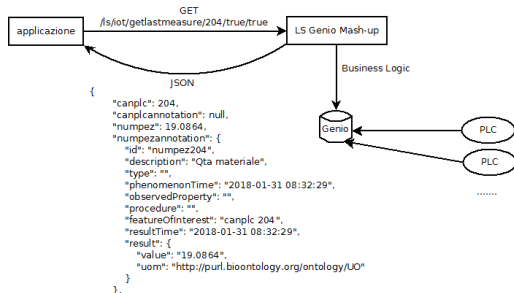 GET
/ls/iot/getlastmeasure/204/true/true
applicazione
LS Genio Mash-up
JSON
Business Logic
Genio
PLC
PLC
.......
{
"canplc": 204,
"canplcannotation": null,
"numpez": 19.0864,
"numpezannotation": {
"id": "numpez204",
"description": "Qta materiale",
"type": "",
"phenomenonTime": "2018-01-31 08:32:29",
"observedProperty": "",
"procedure": "",
"featureOfInterest": "canplc 204",
"resultTime": "2018-01-31 08:32:29",
"result": {
"value": "19.0864",
"uom": "http://purl.bioontology.org/ontology/UO"
}
},